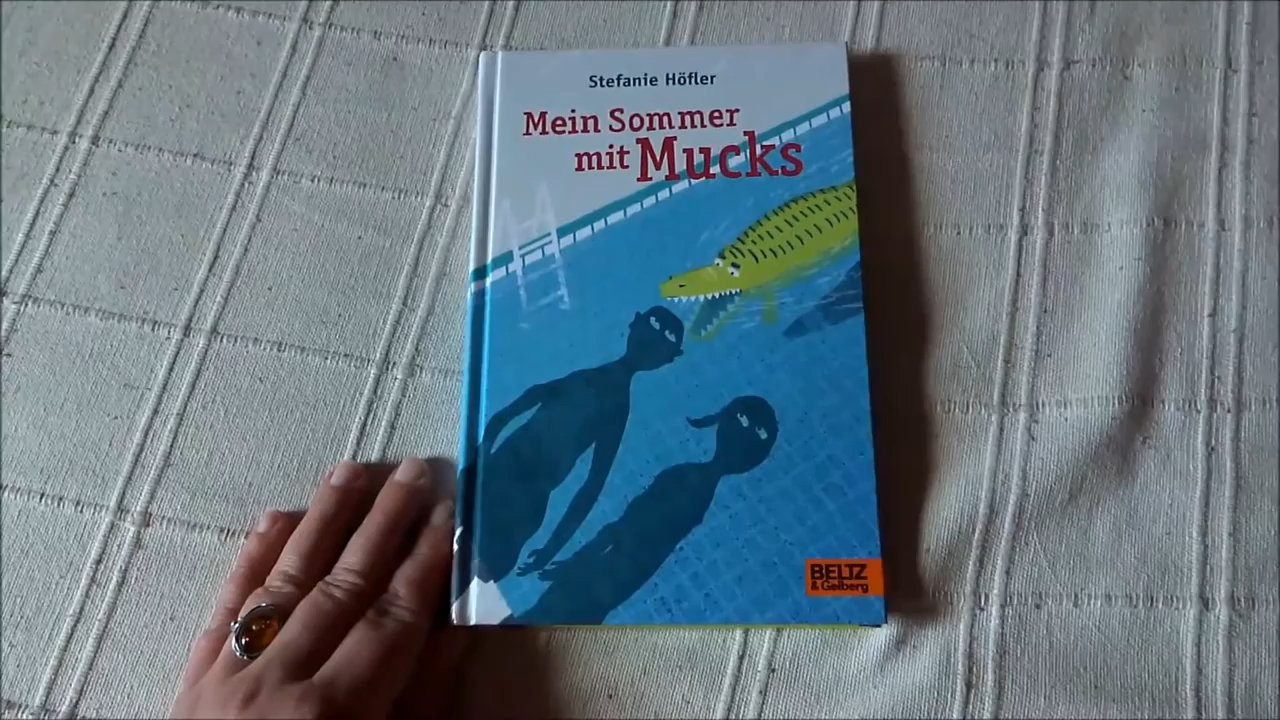 Stefanie Höfler
Mein Sommer
mit Mucks
BELTZ
& Gelberg